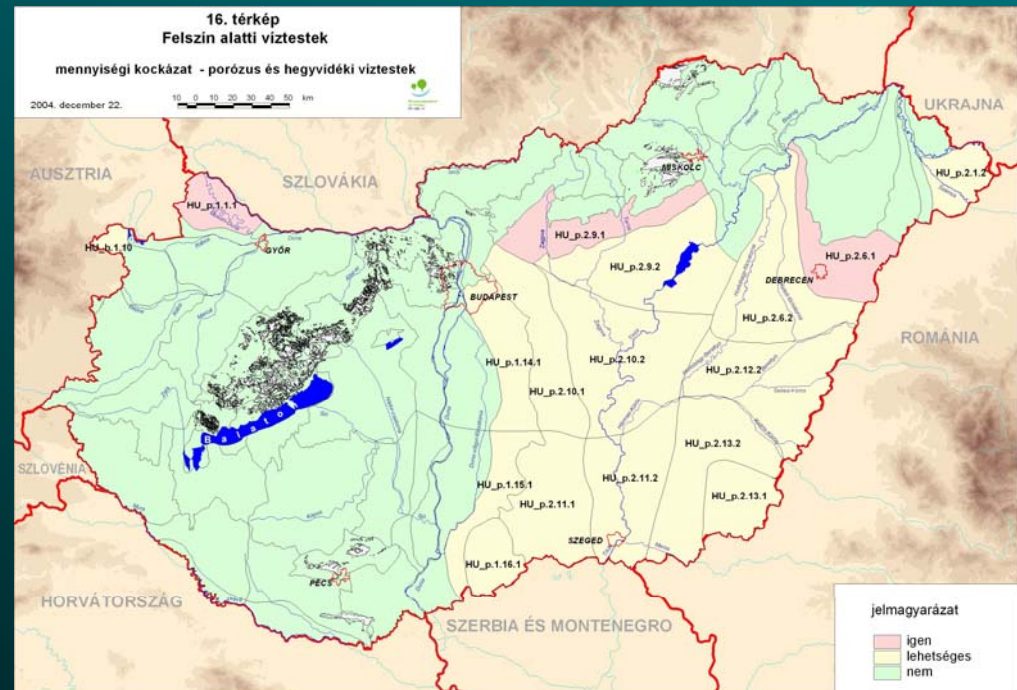 16. térkép
Felszín alatti víztestek
mennyiségi kockázat - porózus és hegyvidéki víztestek
2004. december 22.
10 0 10 20 30 40 50 km
UKRAJNA
AUSZTRIA
SZLOVÁKIA
HU_p.2.1.2
HU_p.1.1.1
MISKOLC
HU_h.1.10
GYŐR
HU_p.2.9.1
HU_p.2.6.1
HU_p.2.9.2
DEBRECEN
BUDAPEST
HU_p.2.6.2
ROMÁNIA
HU_p.1.14.1
HU_p.2.10.2
HU_p.2.12.2
HU_p.2.10.1
Balaton
HU_p.2.13.2
SZLOVÉNIA
HU_p.1.15.1
HU_p.2.11.2
HU_p.2.13.1
HU_p.2.11.1
SZEGED
HU_p.1.16.1
PÉCS
HORVÁTORSZÁG
SZERBIA ÉS MONTENEGRO
jelmagyarázat
igen
lehetséges
nem